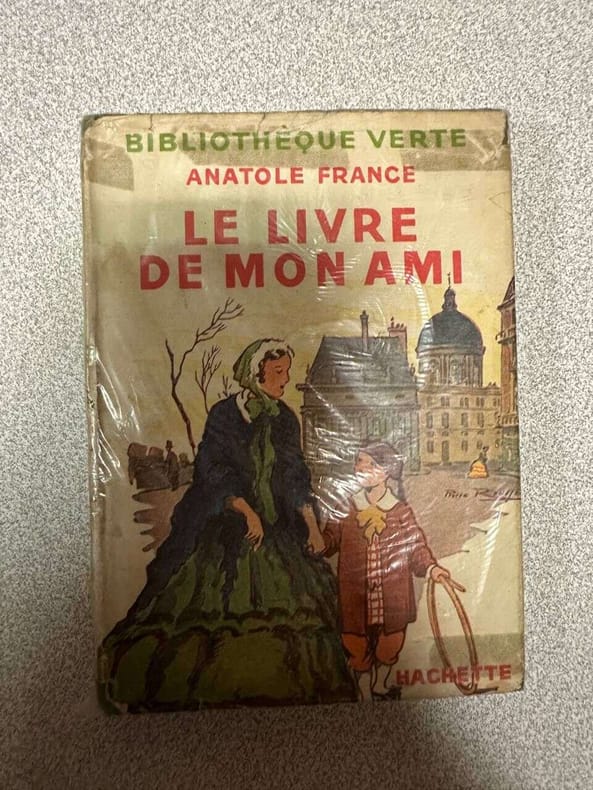 BIBLIOTHÈQUE VERTE
ANATOLE FRANCE
LE LIVRE
DE MON AMI
HACHETTE